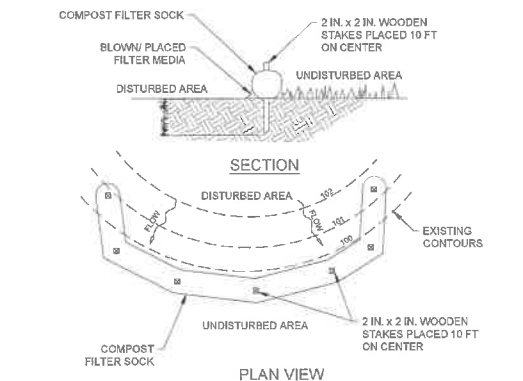 COMPOST FILTER SOCK
2 IN. x 2 IN. WOODEN
STAKES PLACED 10 FT
ON CENTER
BLOWN/ PLACED
FILTER MEDIA
UNDISTURBED AREA
DISTURBED AREA
SECTION
DISTURBED AREA
102
FLOW
FLOW
101
100
EXISTING
CONTOURS
2 IN. x 2 IN. WOODEN
STAKES PLACED 10 FT
ON CENTER
UNDISTURBED AREA
COMPOST
FILTER SOCK
PLAN VIEW